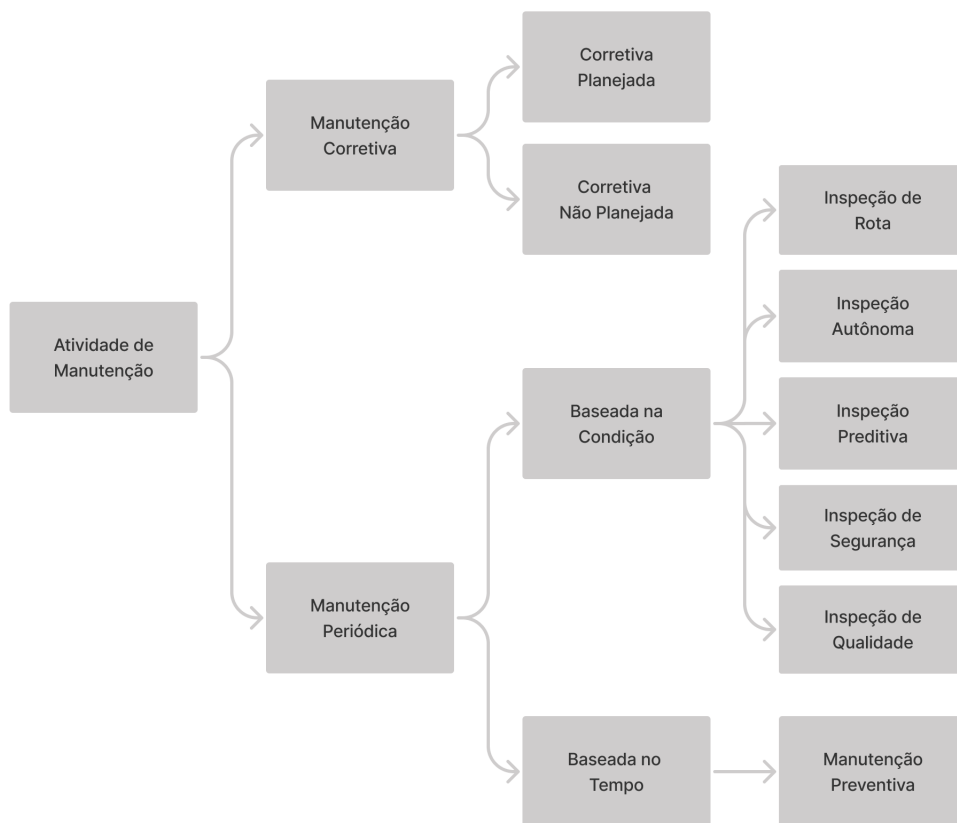 Corretiva
Planejada
Manutenção
Corretiva
Corretiva
Não Planejada
Inspeção de
Rota
Inspeção
Autônoma
Atividade de
Manutenção
Baseada na
Condição
Inspeção
Preditiva
Inspeção de
Segurança
Manutenção
Periódica
Inspeção de
Qualidade
Baseada no
Tempo
Manutenção
Preventiva